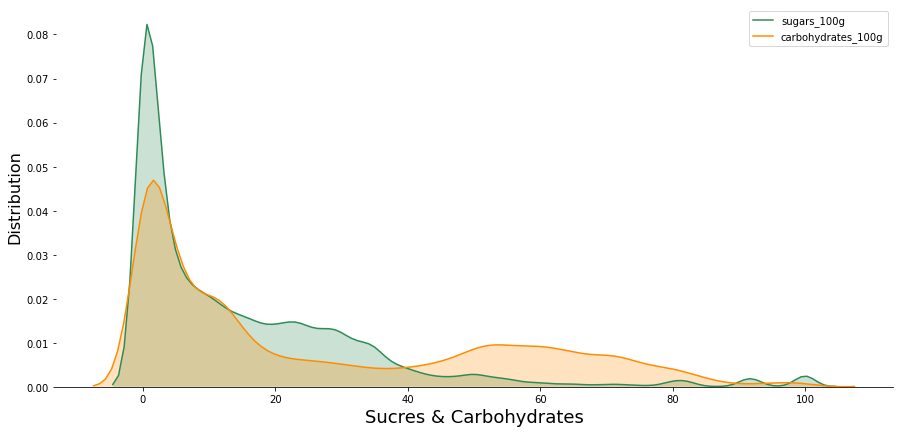 sugars_100g
carbohydrates_100g
0.08
0.07
0.06
0.05
0.04
0.03
0.02
0.01
0.00
Distribution
0 20 40 60 80 100
Sucres & Carbohydrates